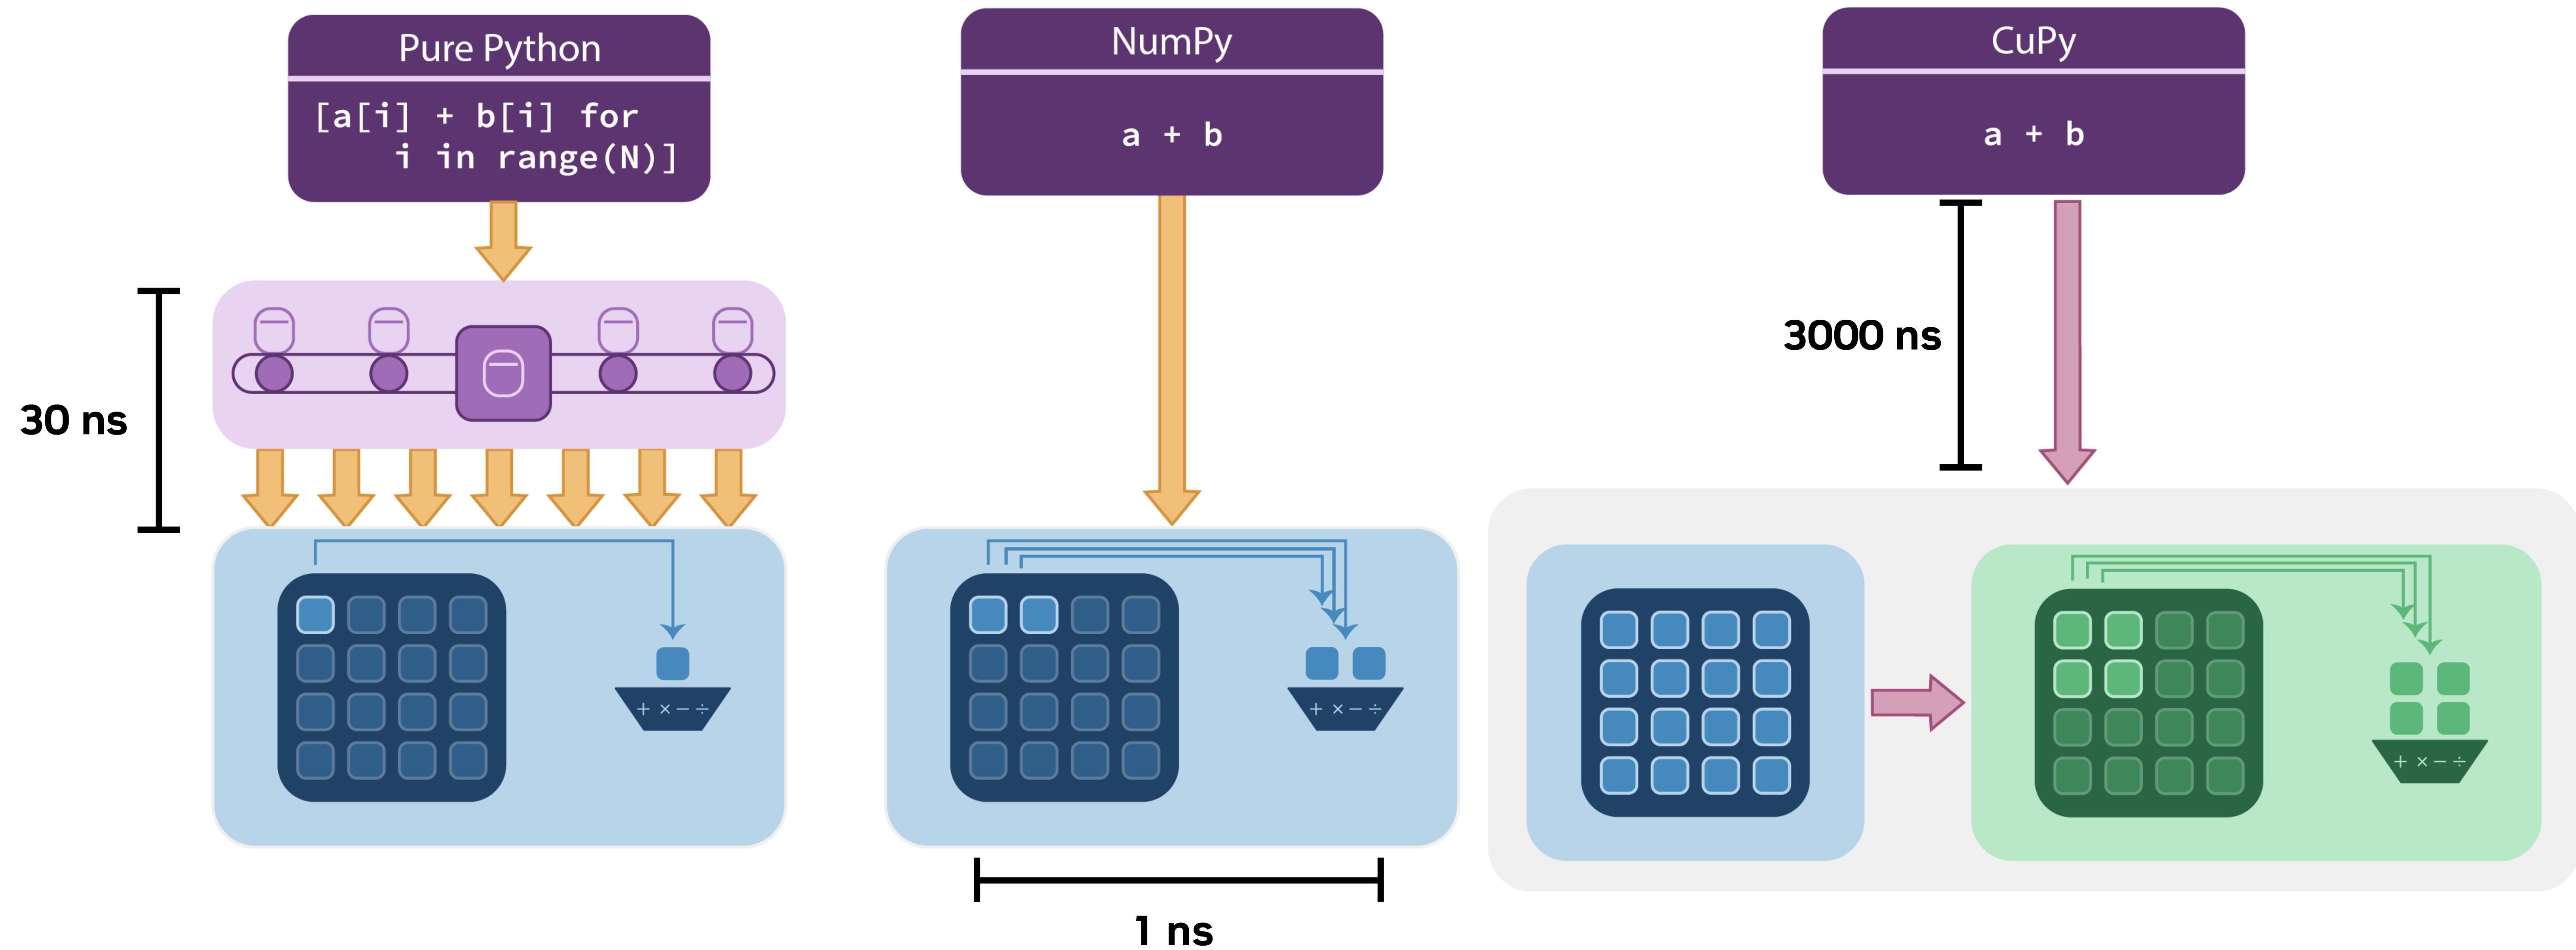 Pure Python
[a[i] + b[i] for
i in range(N)]
30 ns
+ × − ÷
NumPy
a + b
+ × − ÷
1 ns
CuPy
a + b
3000 ns
+ × − ÷